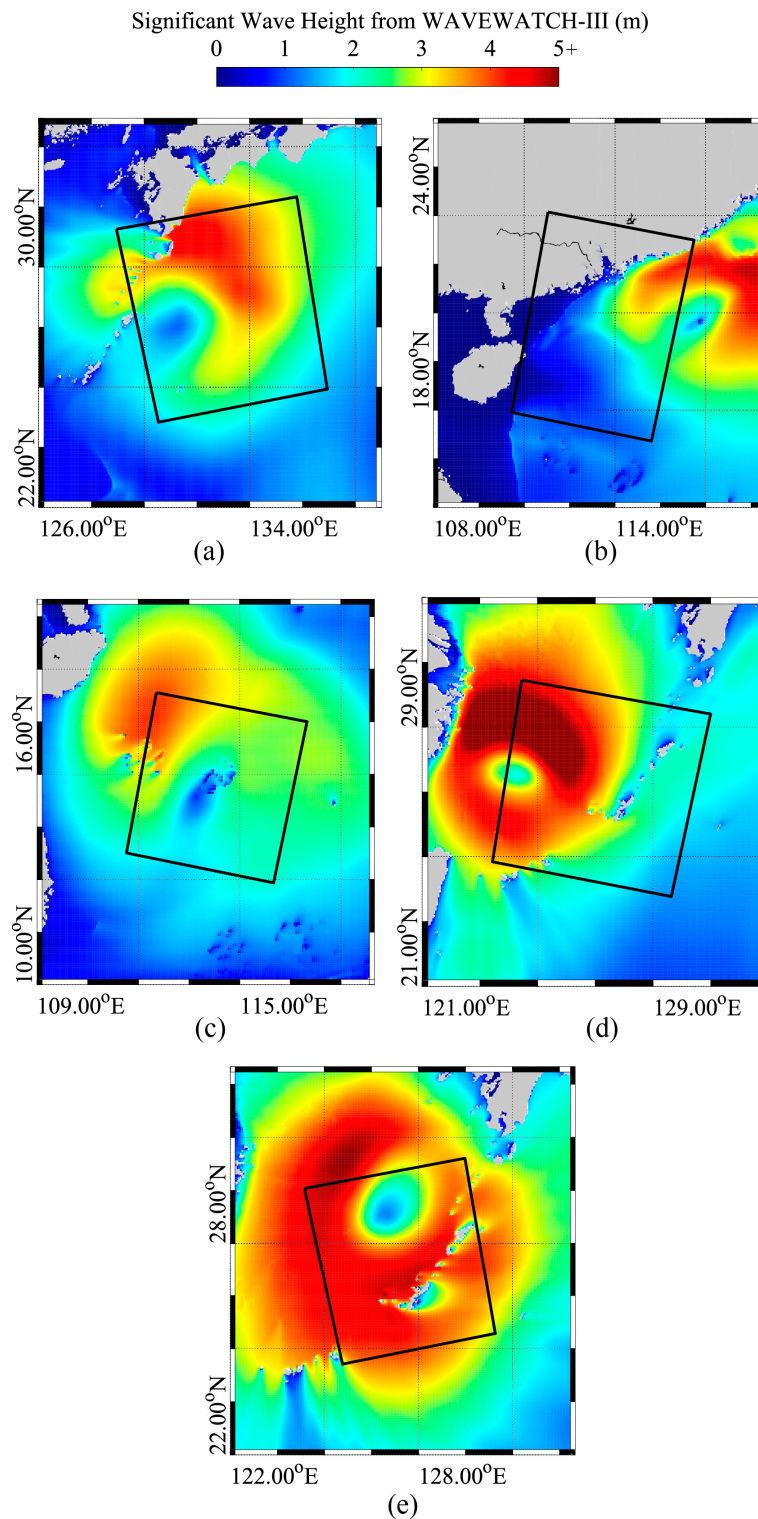 Significant Wave Height from WAVEWATCH-III (m)
0 1 2 3 4 5+
30.00°N
22.00°N
126.00°E 134.00°E
(a)
24.00°N
18.00°N
108.00°E 114.00°E
(b)
16.00°N
10.00°N
109.00°E 115.00°E
(c)
29.00°N
21.00°N
121.00°E 129.00°E
(d)
28.00°N
22.00°N
122.00°E 128.00°E
(e)